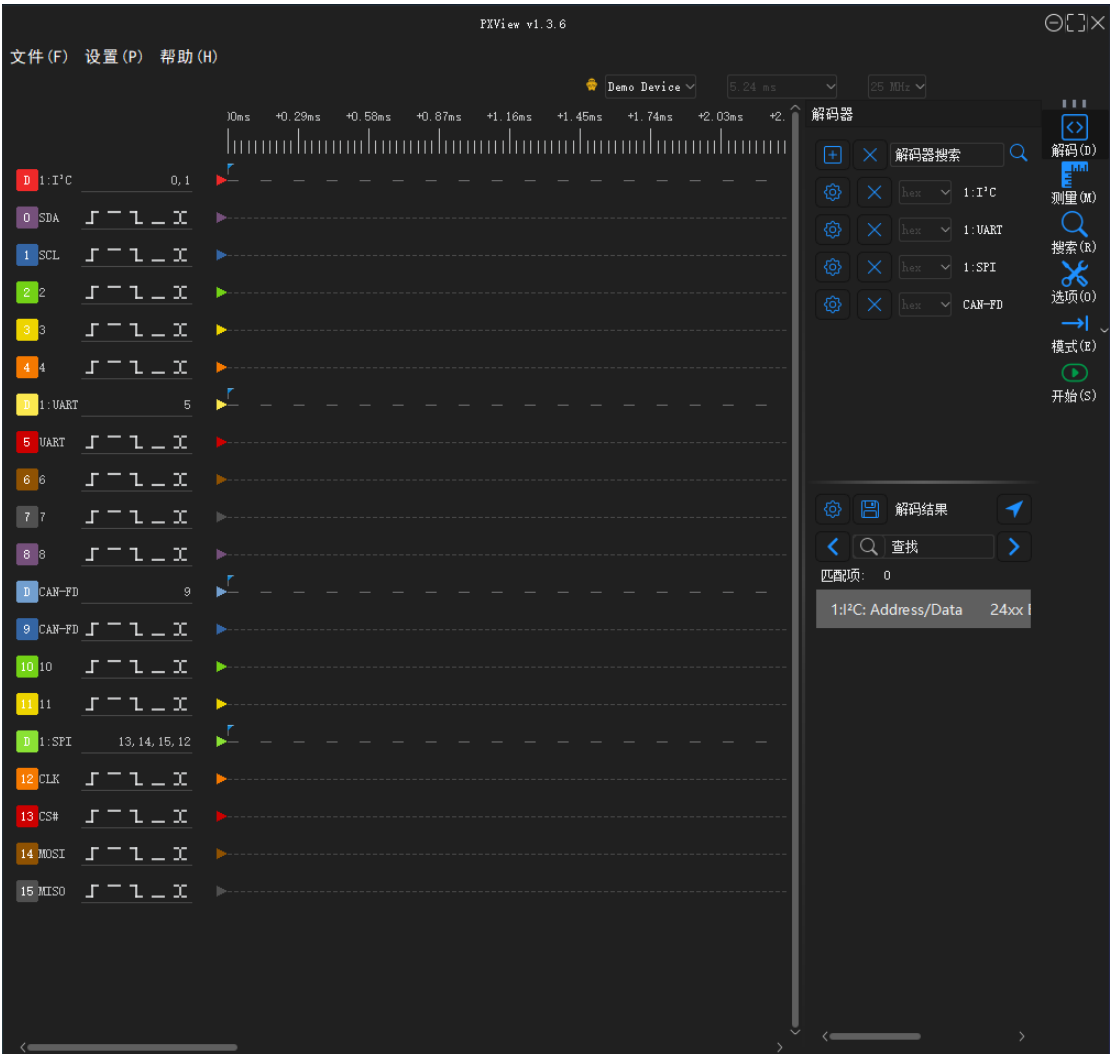 PXView v1.3.6
文件(F) 设置(P) 帮助(H)
Demo Device 5.24 ms 25 MHz
+0.29ms +0.58ms +0.87ms +1.16ms +1.45ms +1.74ms +2.03ms +2.
解码器
解码(D)
解码器搜索
D 1:I²C 0,1
hex 1:I²C
测量(M)
0 SDA
hex 1:UART
搜索(R)
1 SCL
hex 1:SPI
2 2
选项(O)
hex CAN-FD
3 3
模式(E)
4 4
开始(S)
D 1:UART 5
5 UART
6 6
7 7
解码结果
8 8
查找
匹配项: 0
D CAN-FD 9
1:I²C: Address/Data 24xx
9 CAN-FD
10 10
11 11
D 1:SPI 13,14,15,12
12 CLK
13 CS#
14 MOSI
15 MISO